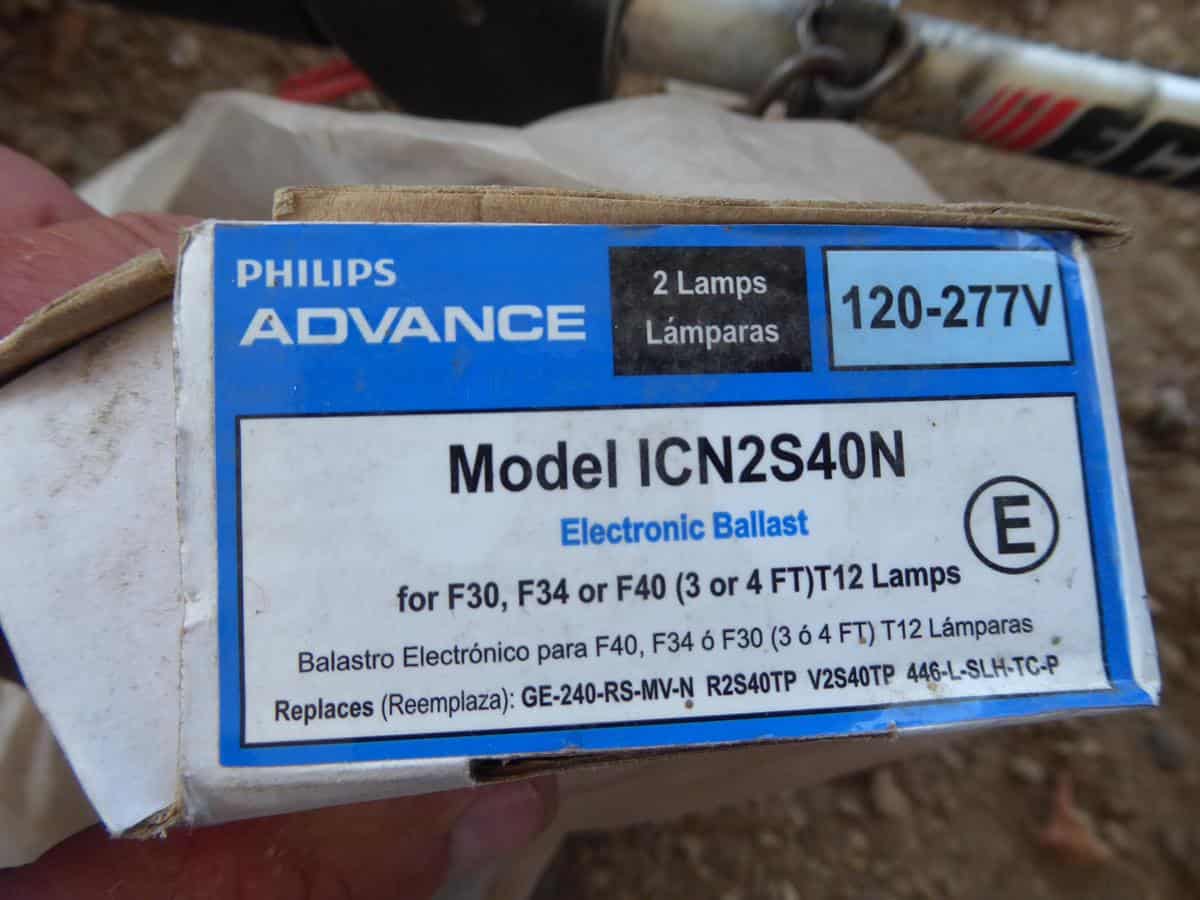 PHILIPS
ADVANCE
2 Lamps
Lámparas
120-277V
Model ICN2S40N
Electronic Ballast
E
for F30, F34 or F40 (3 or 4 FT)T12 Lamps
Balastro Electrónico para F40, F34 ó F30 (3 ó 4 FT) T12 Lámparas
Replaces (Reemplaza): GE-240-RS-MV-N R2S40TP V2S40TP 446-L-SLH-TC-P